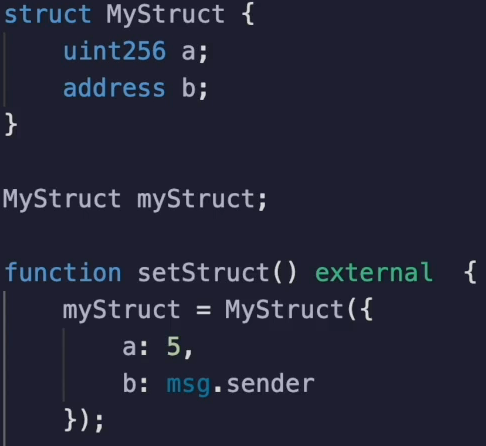 struct MyStruct {
    uint256 a;
    address b;
}

MyStruct myStruct;

function setStruct() external  {
    myStruct = MyStruct({
        a: 5,
        b: msg.sender
    });